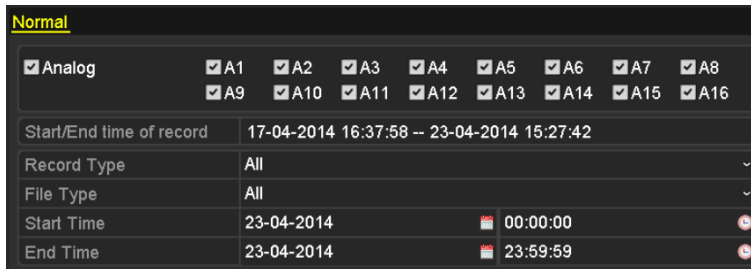 Normal
Analog A1 A2 A3 A4 A5 A6 A7 A8
A9 A10 A11 A12 A13 A14 A15 A16
Start/End time of record 17-04-2014 16:37:58 -- 23-04-2014 15:27:42
Record Type All
File Type All
Start Time 23-04-2014 00:00:00
End Time 23-04-2014 23:59:59